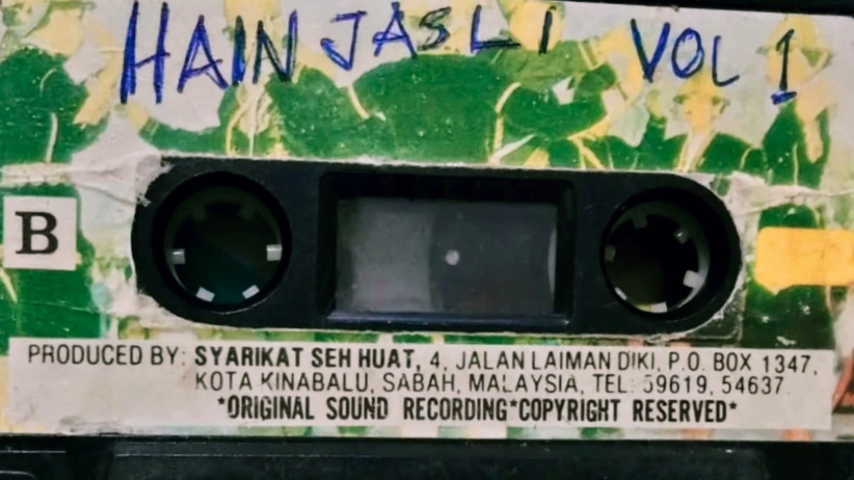 HAIN JASLI VOL 1
B
PRODUCED BY: SYARIKAT SEH HUAT, 4, JALAN LAIMAN DIKI, P.O. BOX 1347,
KOTA KINABALU, SABAH, MALAYSIA, TEL: 59619, 54637.
*ORIGINAL SOUND RECORDING*COPYRIGHT RESERVED*